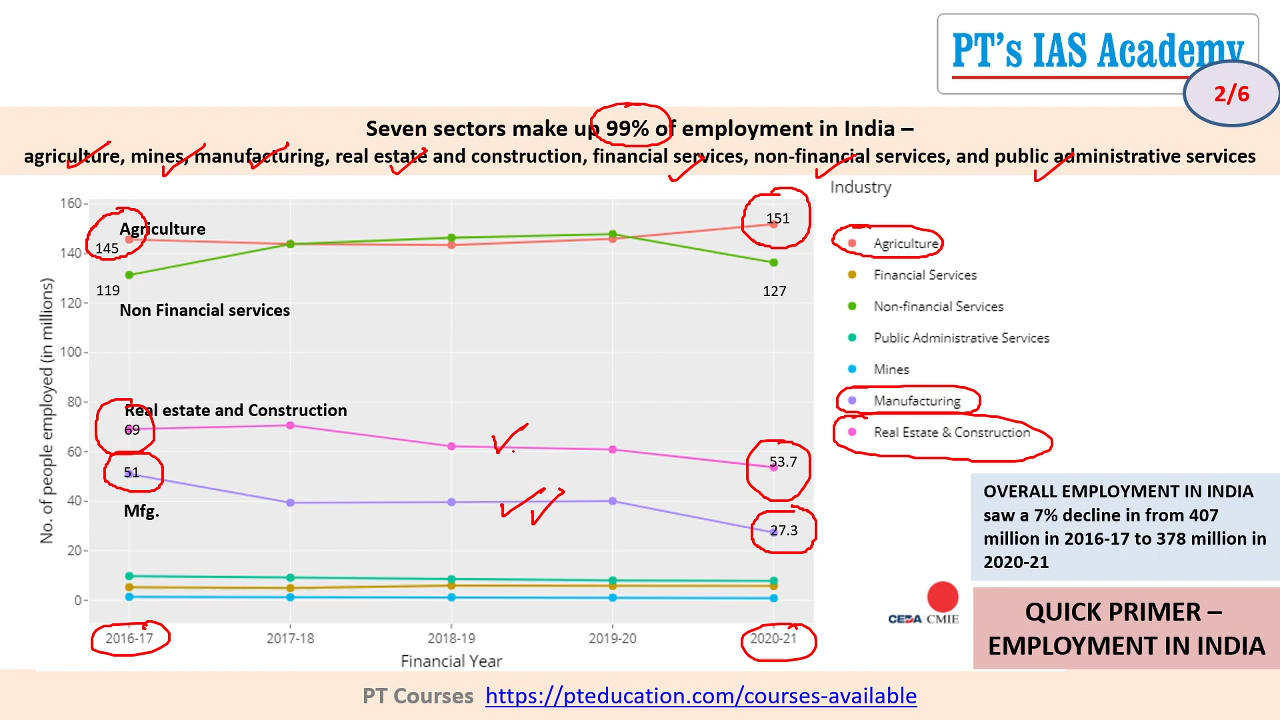 PT's IAS Academy
2/6
Seven sectors make up 99% of employment in India –
agriculture, mines, manufacturing, real estate and construction, financial services, non-financial services, and public administrative services
Industry
Agriculture
Financial Services
Non-financial Services
Public Administrative Services
Mines
Manufacturing
Real Estate & Construction
No. of people employed (in millions)
160
140
120
100
80
60
40
20
0
Agriculture
145
151
119
127
Non Financial services
Real estate and Construction
69
53.7
51
27.3
Mfg.
2016-17
2017-18
2018-19
2019-20
2020-21
Financial Year
OVERALL EMPLOYMENT IN INDIA
saw a 7% decline in from 407
million in 2016-17 to 378 million in
2020-21
CEDA CMIE
QUICK PRIMER –
EMPLOYMENT IN INDIA
PT Courses https://pteducation.com/courses-available